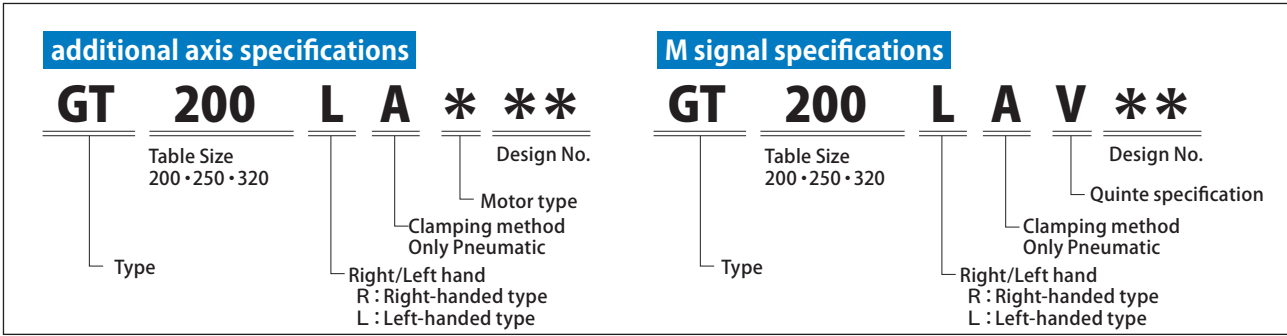 additional axis specifications
GT 200 L A * **
Table Size
200・250・320
Design No.
Motor type
Clamping method
Only Pneumatic
Type
Right/Left hand
R：Right-handed type
L：Left-handed type
M signal specifications
GT 200 L A V **
Table Size
200・250・320
Design No.
Quinte specification
Clamping method
Only Pneumatic
Type
Right/Left hand
R：Right-handed type
L：Left-handed type